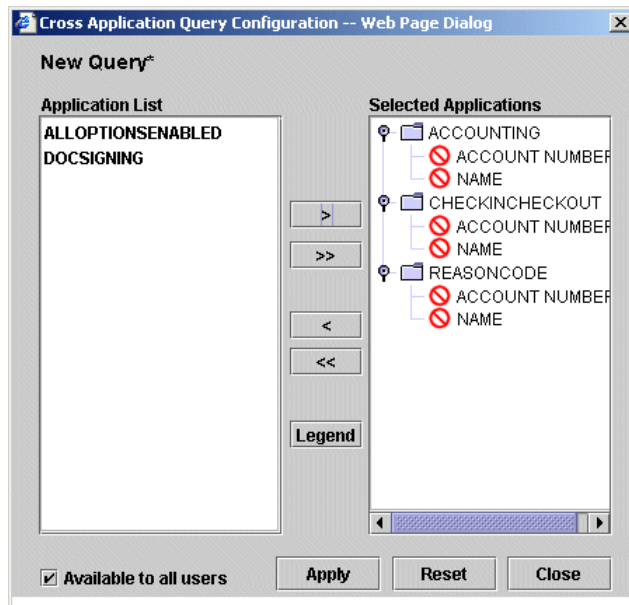 Cross Application Query Configuration -- Web Page Dialog
New Query*
Application List
ALLOPTIONSENABLED
DOCSIGNING
>
>>
<
<<
Legend
Selected Applications
ACCOUNTING
ACCOUNT NUMBER
NAME
CHECKINCHECKOUT
ACCOUNT NUMBER
NAME
REASONCODE
ACCOUNT NUMBER
NAME
Available to all users
Apply
Reset
Close